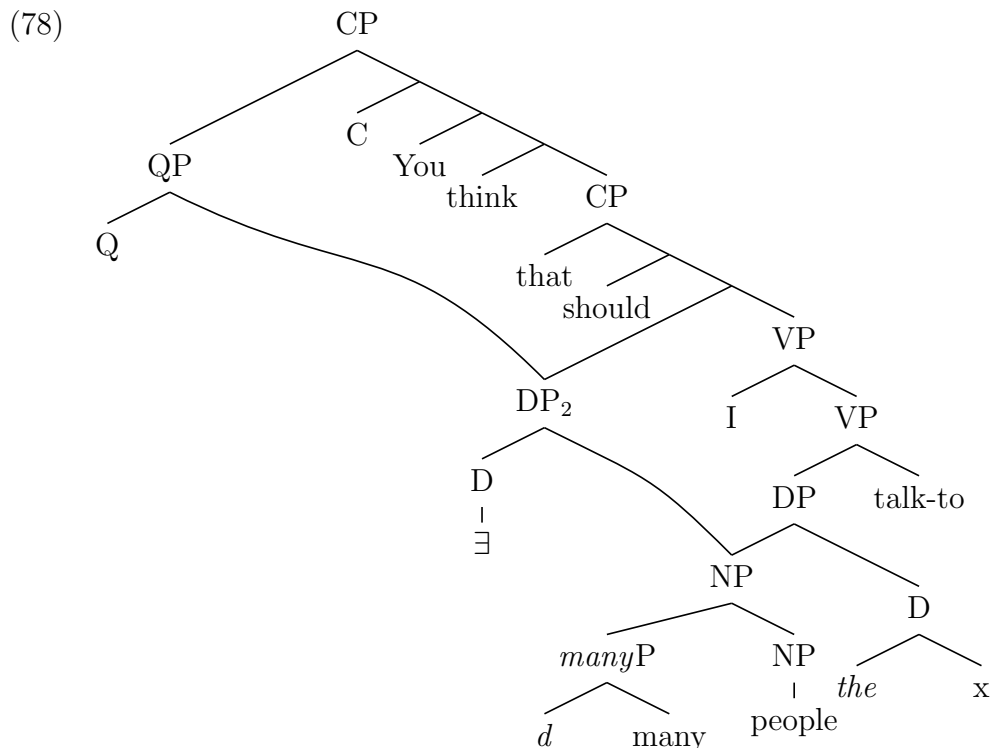 (78)
CP
C
QP
You
think
CP
Q
that
should
VP
DP₂
I
VP
D
DP
talk-to
∃
NP
D
manyP
NP
the
x
d
many
people